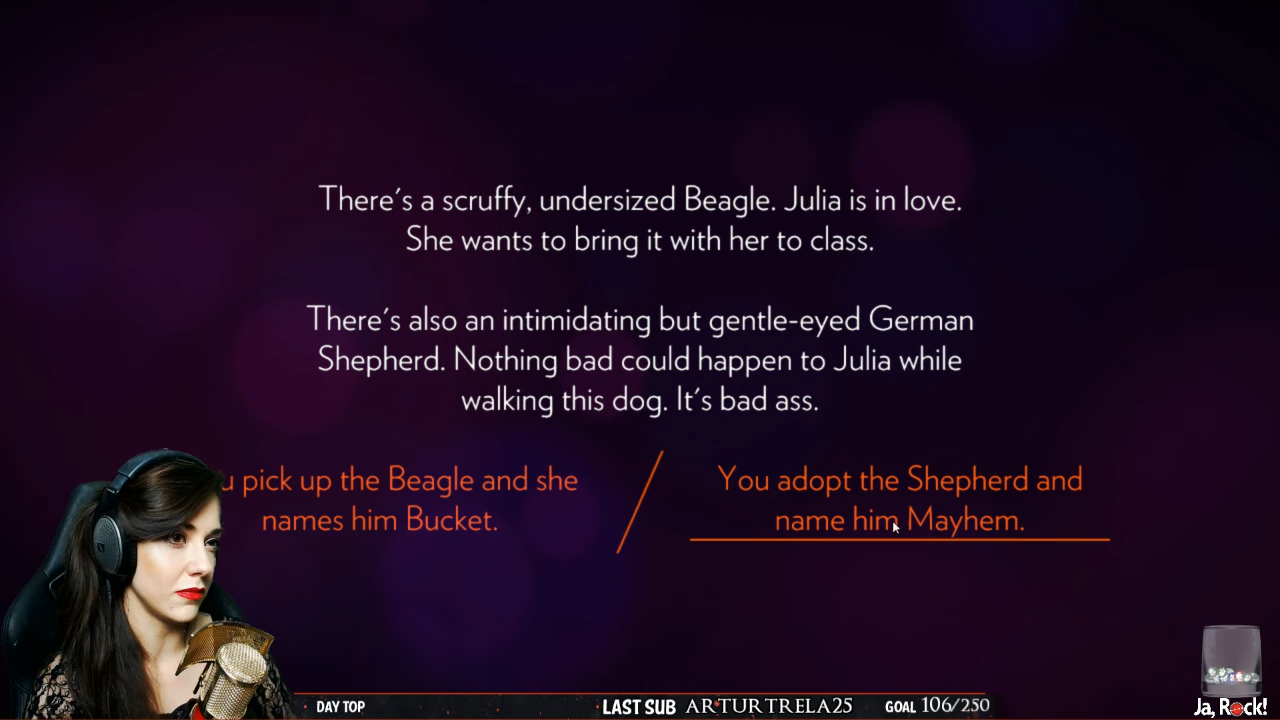 There's a scruffy, undersized Beagle. Julia is in love.
She wants to bring it with her to class.
There's also an intimidating but gentle-eyed German
Shepherd. Nothing bad could happen to Julia while
walking this dog. It's bad ass.
u pick up the Beagle and she
names him Bucket.
You adopt the Shepherd and
name him Mayhem.
DAY TOP
LAST SUB ARTURTRELA25
GOAL 106/250
Ja, Rock!